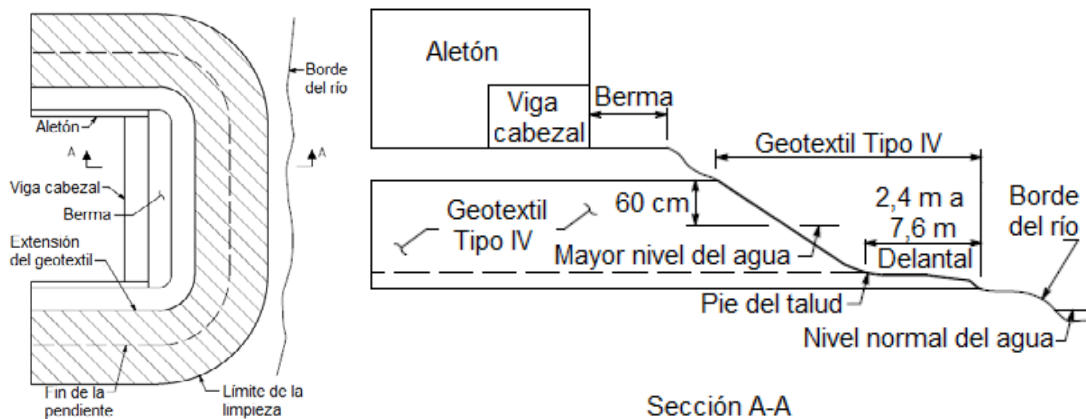 Borde
del río
Aletón
A
A
Viga cabezal
Berma
Extensión
del geotextil
Fin de la
pendiente
Límite de la
limpieza
Aletón
Viga
cabezal
Berma
Geotextil Tipo IV
60 cm
2,4 m a
7,6 m
Delantal
Borde
del río
Geotextil
Tipo IV
Mayor nivel del agua
Pie del talud
Nivel normal del agua
Sección A-A